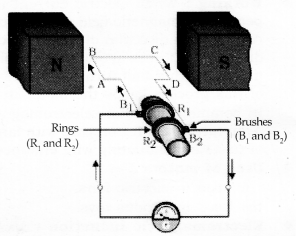 N
S
B
C
A
D
B₁
R₁
Rings
(R₁ and R₂)
R₂
B₂
Brushes
(B₁ and B₂)